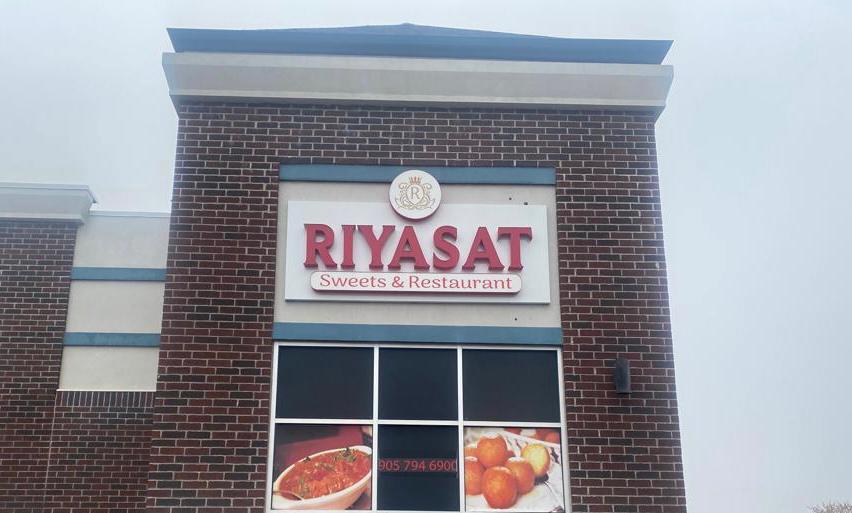 R
RIYASAT
Sweets & Restaurant
905 794 6900